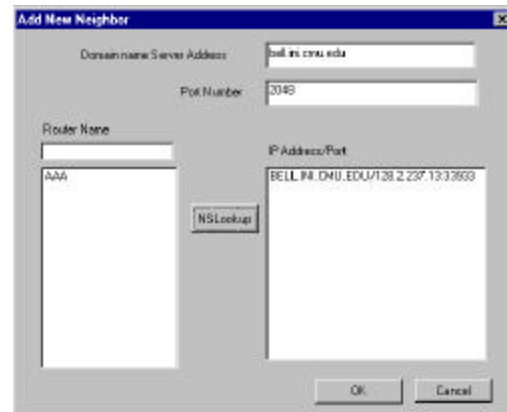 Add New Neighbor
Domain name Server Address
bell.ini.cmu.edu
Port Number
2048
Router Name
IP Address/Port
AAA
BELL.INI.CMU.EDU/128.2.237.13:33933
NSLookup
OK
Cancel